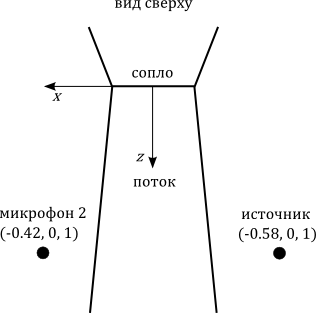 вид сверху
сопло
x
z
поток
микрофон 2
(-0.42, 0, 1)
источник
(-0.58, 0, 1)